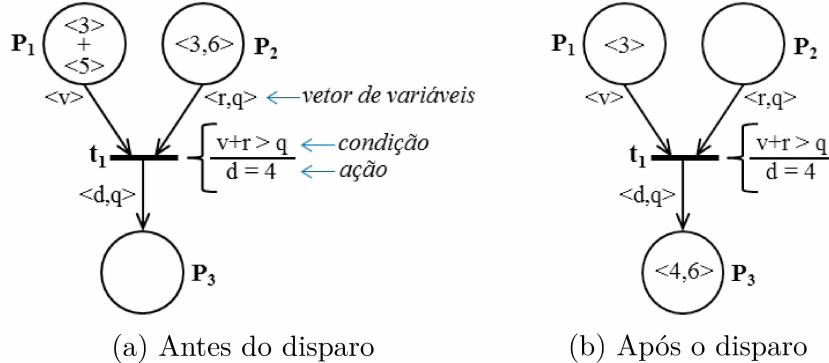 P₁ <3> + <5> <3,6> P₂
<v> <r,q> vetor de variáveis
t₁ v+r > q condição
d = 4 ação
<d,q>
P₃
(a) Antes do disparo
P₁ <3> P₂
<v> <r,q>
t₁ v+r > q
d = 4
<d,q>
<4,6> P₃
(b) Após o disparo